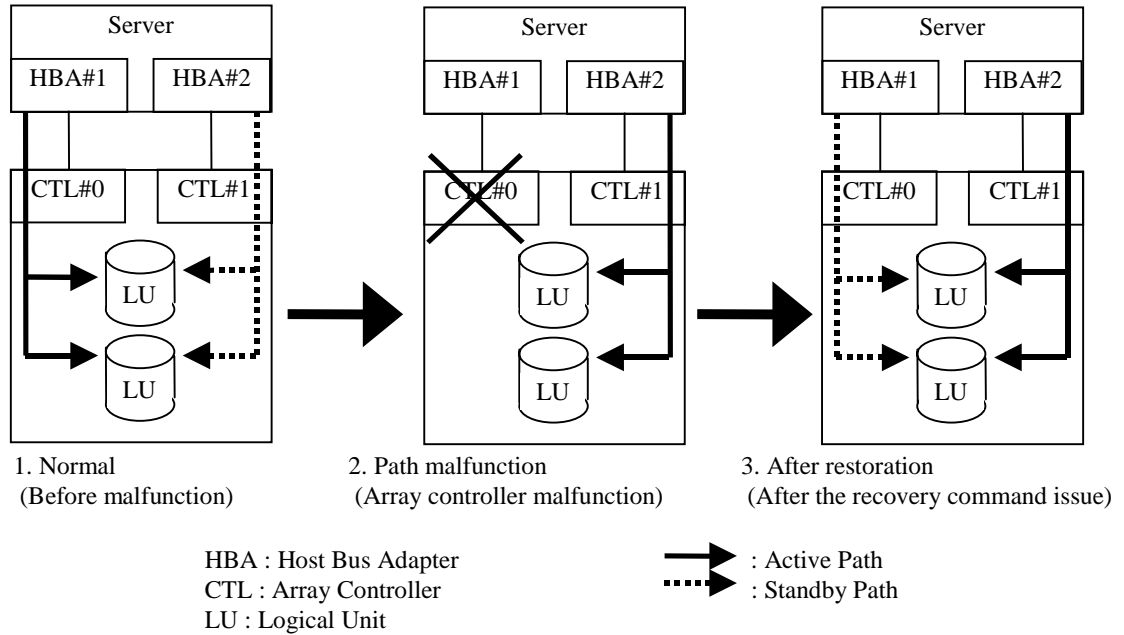 Server
HBA#1 HBA#2
CTL#0 CTL#1
LU
LU
1. Normal
(Before malfunction)
Server
HBA#1 HBA#2
CTL#0 CTL#1
LU
LU
2. Path malfunction
(Array controller malfunction)
Server
HBA#1 HBA#2
CTL#0 CTL#1
LU
LU
3. After restoration
(After the recovery command issue)
HBA : Host Bus Adapter
CTL : Array Controller
LU : Logical Unit
: Active Path
: Standby Path